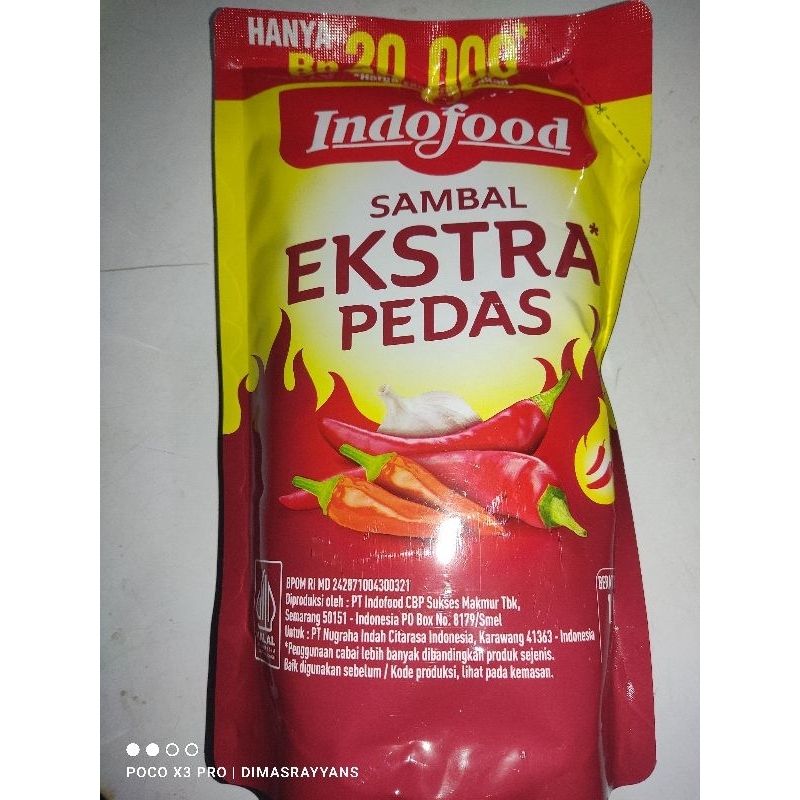 HANYA
Rp 20.000*
Indofood
SAMBAL
EKSTRA*
PEDAS
BPOM RI MD 242871004300321
Diproduksi oleh : PT Indofood CBP Sukses Makmur Tbk,
Semarang 50151 - Indonesia PO Box No. 8179/Smel
Untuk : PT Nugraha Indah Citarasa Indonesia, Karawang 41363 - Indonesia
*Penggunaan cabai lebih banyak dibandingkan produk sejenis.
Baik digunakan sebelum / Kode produksi, lihat pada kemasan.
POCO X3 PRO | DIMASRAYYANS